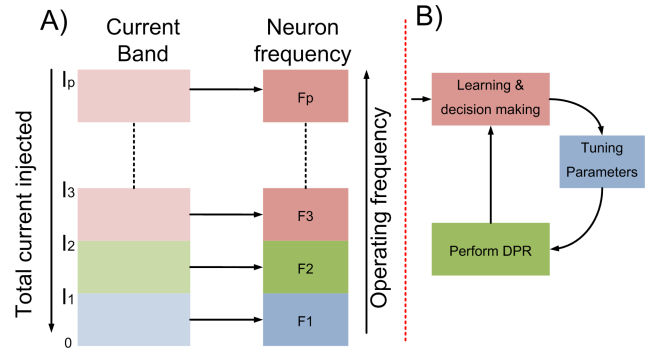 A)
Current
Band
Neuron
frequency
B)
Total current injected
Ip
I3
I2
I1
0
Fp
F3
F2
F1
Operating frequency
Learning &
decision making
Tuning
Parameters
Perform DPR